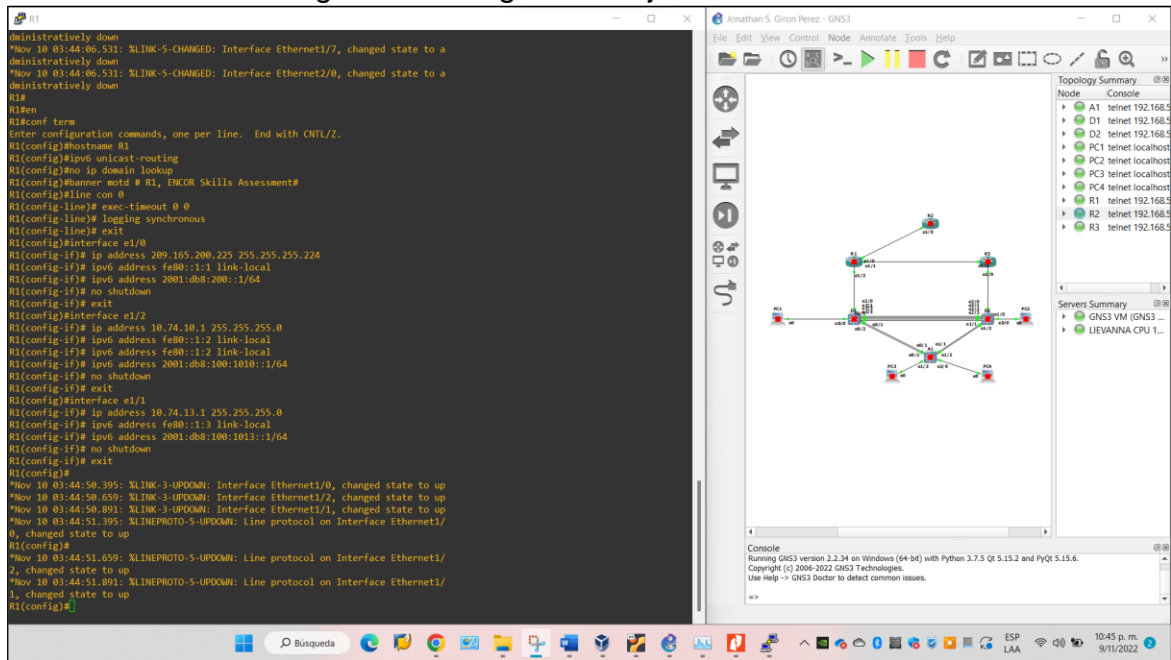 R1
dministratively down
*Nov 10 03:44:06.531: %LINK-5-CHANGED: Interface Ethernet1/7, changed state to a
dministratively down
*Nov 10 03:44:06.531: %LINK-5-CHANGED: Interface Ethernet2/0, changed state to a
dministratively down
R1#
R1#en
R1#conf term
Enter configuration commands, one per line.  End with CNTL/Z.
R1(config)#hostname R1
R1(config)#ipv6 unicast-routing
R1(config)#no ip domain lookup
R1(config)#banner motd # R1, ENCOR Skills Assessment#
R1(config)#line con 0
R1(config-line)# exec-timeout 0 0
R1(config-line)# logging synchronous
R1(config-line)# exit
R1(config)#interface e1/0
R1(config-if)# ip address 209.165.200.225 255.255.255.224
R1(config-if)# ipv6 address fe80::1:1 link-local
R1(config-if)# ipv6 address 2001:db8:200::1/64
R1(config-if)# no shutdown
R1(config-if)# exit
R1(config)#interface e1/2
R1(config-if)# ip address 10.74.10.1 255.255.255.0
R1(config-if)# ipv6 address fe80::1:2 link-local
R1(config-if)# ipv6 address fe80::1:2 link-local
R1(config-if)# ipv6 address 2001:db8:100:1010::1/64
R1(config-if)# no shutdown
R1(config-if)# exit
R1(config)#interface e1/1
R1(config-if)# ip address 10.74.13.1 255.255.255.0
R1(config-if)# ipv6 address fe80::1:3 link-local
R1(config-if)# ipv6 address 2001:db8:100:1013::1/64
R1(config-if)# no shutdown
R1(config-if)# exit
R1(config)#
*Nov 10 03:44:50.395: %LINK-3-UPDOWN: Interface Ethernet1/0, changed state to up
*Nov 10 03:44:50.659: %LINK-3-UPDOWN: Interface Ethernet1/2, changed state to up
*Nov 10 03:44:50.891: %LINK-3-UPDOWN: Interface Ethernet1/1, changed state to up
*Nov 10 03:44:51.395: %LINEPROTO-5-UPDOWN: Line protocol on Interface Ethernet1/
0, changed state to up
R1(config)#
*Nov 10 03:44:51.659: %LINEPROTO-5-UPDOWN: Line protocol on Interface Ethernet1/
2, changed state to up
*Nov 10 03:44:51.891: %LINEPROTO-5-UPDOWN: Line protocol on Interface Ethernet1/
1, changed state to up
R1(config)#
Jonathan S. Giron Perez - GNS3
File Edit View Control Node Annotate Tools Help
Topology Summary
Node Console
A1 telnet 192.168.5
D1 telnet 192.168.5
D2 telnet 192.168.5
PC1 telnet localhost
PC2 telnet localhost
PC3 telnet localhost
PC4 telnet localhost
R1 telnet 192.168.5
R2 telnet 192.168.5
R3 telnet 192.168.5
Servers Summary
GNS3 VM (GNS3 ...
LIEVANNA CPU 1...
R2
e1/0
R1
e1/0
e1/1
e1/2
PC1
e0
A1
PC2
e0
Console
Running GNS3 version 2.2.34 on Windows (64-bit) with Python 3.7.5 Qt 5.15.2 and PyQt 5.15.6.
Copyright (c) 2006-2022 GNS3 Technologies.
Use Help -> GNS3 Doctor to detect common issues.
=>
Búsqueda
ESP
LAA
10:45 p. m.
9/11/2022
2